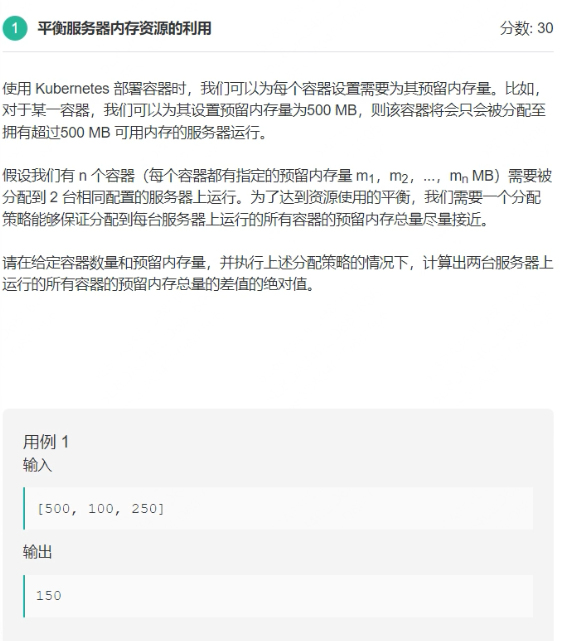 1 平衡服务器内存资源的利用 分数: 30
使用 Kubernetes 部署容器时，我们可以为每个容器设置需要为其预留内存量。比如，
对于某一容器，我们可以为其设置预留内存量为500 MB，则该容器将会只会被分配至
拥有超过500 MB 可用内存的服务器运行。
假设我们有 n 个容器（每个容器都有指定的预留内存量 m1，m2，...，mn MB）需要被
分配到 2 台相同配置的服务器上运行。为了达到资源使用的平衡，我们需要一个分配
策略能够保证分配到每台服务器上运行的所有容器的预留内存总量尽量接近。
请在给定容器数量和预留内存量，并执行上述分配策略的情况下，计算出两台服务器上
运行的所有容器的预留内存总量的差值的绝对值。
用例 1
输入
[500, 100, 250]
输出
150